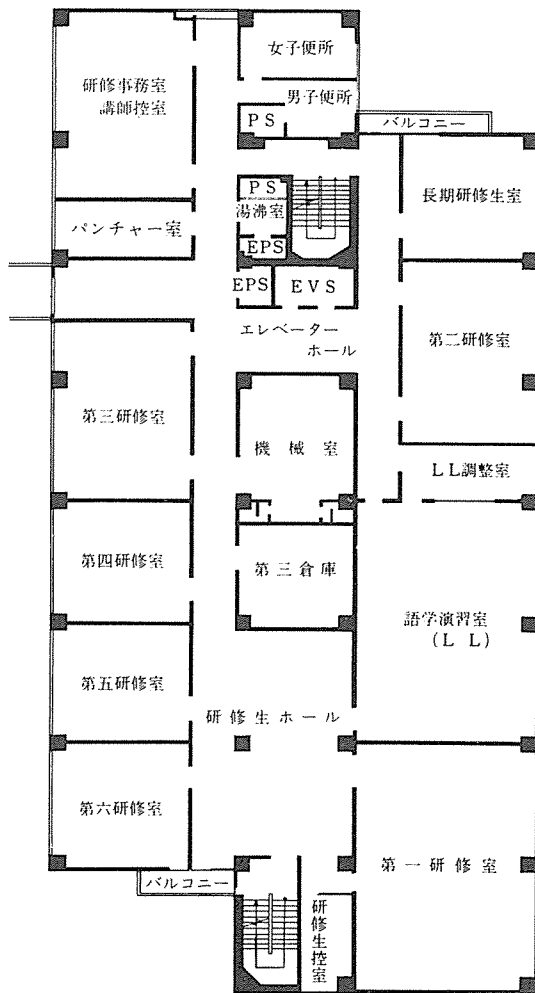 女子便所
研修事務室
講師控室
男子便所
PS
バルコニー
PS
長期研修生室
湯沸室
パンチャー室
EPS
EPS
EVS
エレベーター
ホール
第二研修室
第三研修室
機械室
LL調整室
第四研修室
第三倉庫
語学演習室
(LL)
第五研修室
研修生ホール
第六研修室
第一研修室
バルコニー
研修生控室